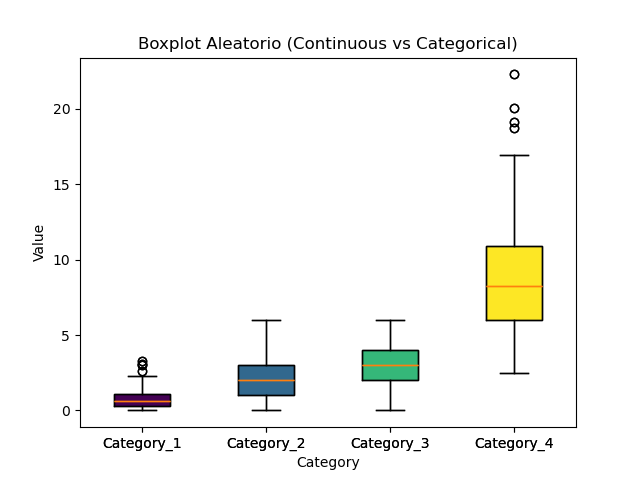 Boxplot Aleatorio (Continuous vs Categorical)
20
15
10
5
0
Value
Category_1 Category_2 Category_3 Category_4
Category